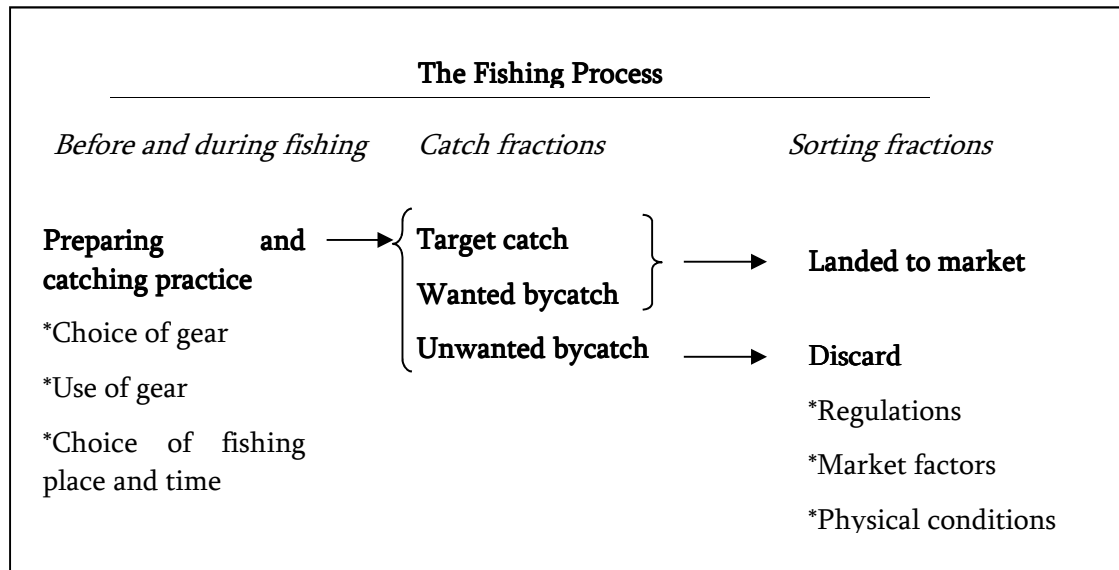 The Fishing Process
Before and during fishing
Catch fractions
Sorting fractions
Preparing and
catching practice
*Choice of gear
*Use of gear
*Choice of fishing
place and time
Target catch
Wanted bycatch
Unwanted bycatch
Landed to market
Discard
*Regulations
*Market factors
*Physical conditions